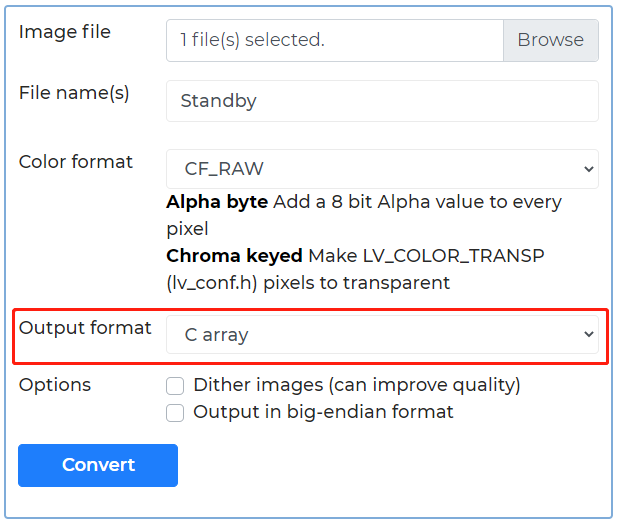 Image file
1 file(s) selected.
Browse
File name(s)
Standby
Color format
CF_RAW
Alpha byte Add a 8 bit Alpha value to every
pixel
Chroma keyed Make LV_COLOR_TRANSP
(lv_conf.h) pixels to transparent
Output format
C array
Options
Dither images (can improve quality)
Output in big-endian format
Convert